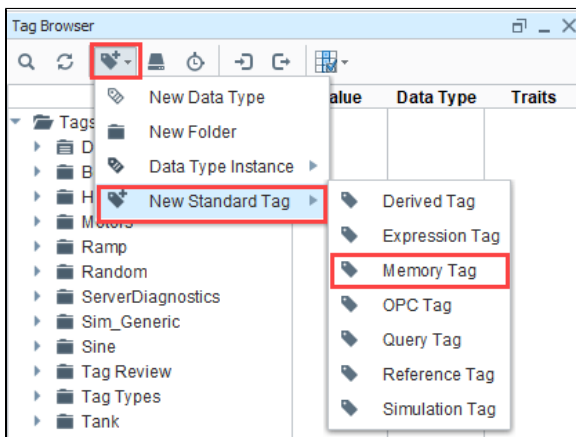 Tag Browser
Value Data Type Traits
New Data Type
New Folder
Data Type Instance
New Standard Tag
Derived Tag
Expression Tag
Memory Tag
OPC Tag
Query Tag
Reference Tag
Simulation Tag
Tags
D
B
H
Motors
Ramp
Random
ServerDiagnostics
Sim_Generic
Sine
Tag Review
Tag Types
Tank